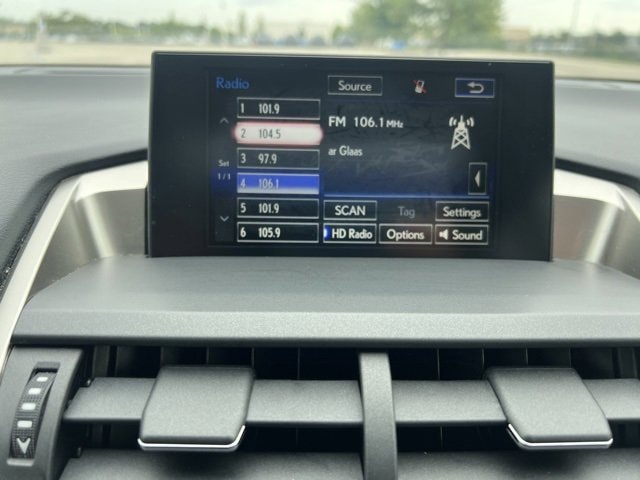 Radio
Source
1 101.9
2 104.5
3 97.9
4 106.1
5 101.9
6 105.9
Set
1/1
FM 106.1 MHz
ar Glaas
SCAN
Tag
Settings
HD Radio
Options
Sound